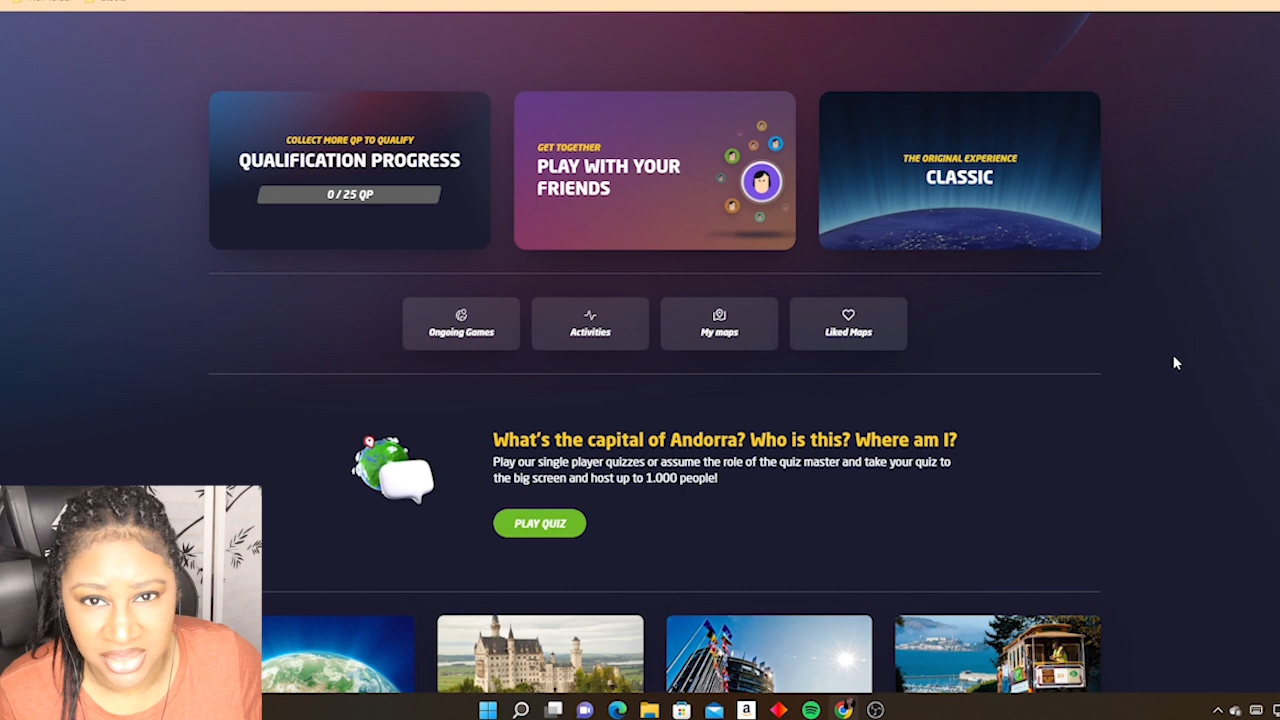 COLLECT MORE QP TO QUALIFY
QUALIFICATION PROGRESS
0 / 25 QP
GET TOGETHER
PLAY WITH YOUR
FRIENDS
THE ORIGINAL EXPERIENCE
CLASSIC
Ongoing Games
Activities
My maps
Liked Maps
What's the capital of Andorra? Who is this? Where am I?
Play our single player quizzes or assume the role of the quiz master and take your quiz to
the big screen and host up to 1.000 people!
PLAY QUIZ